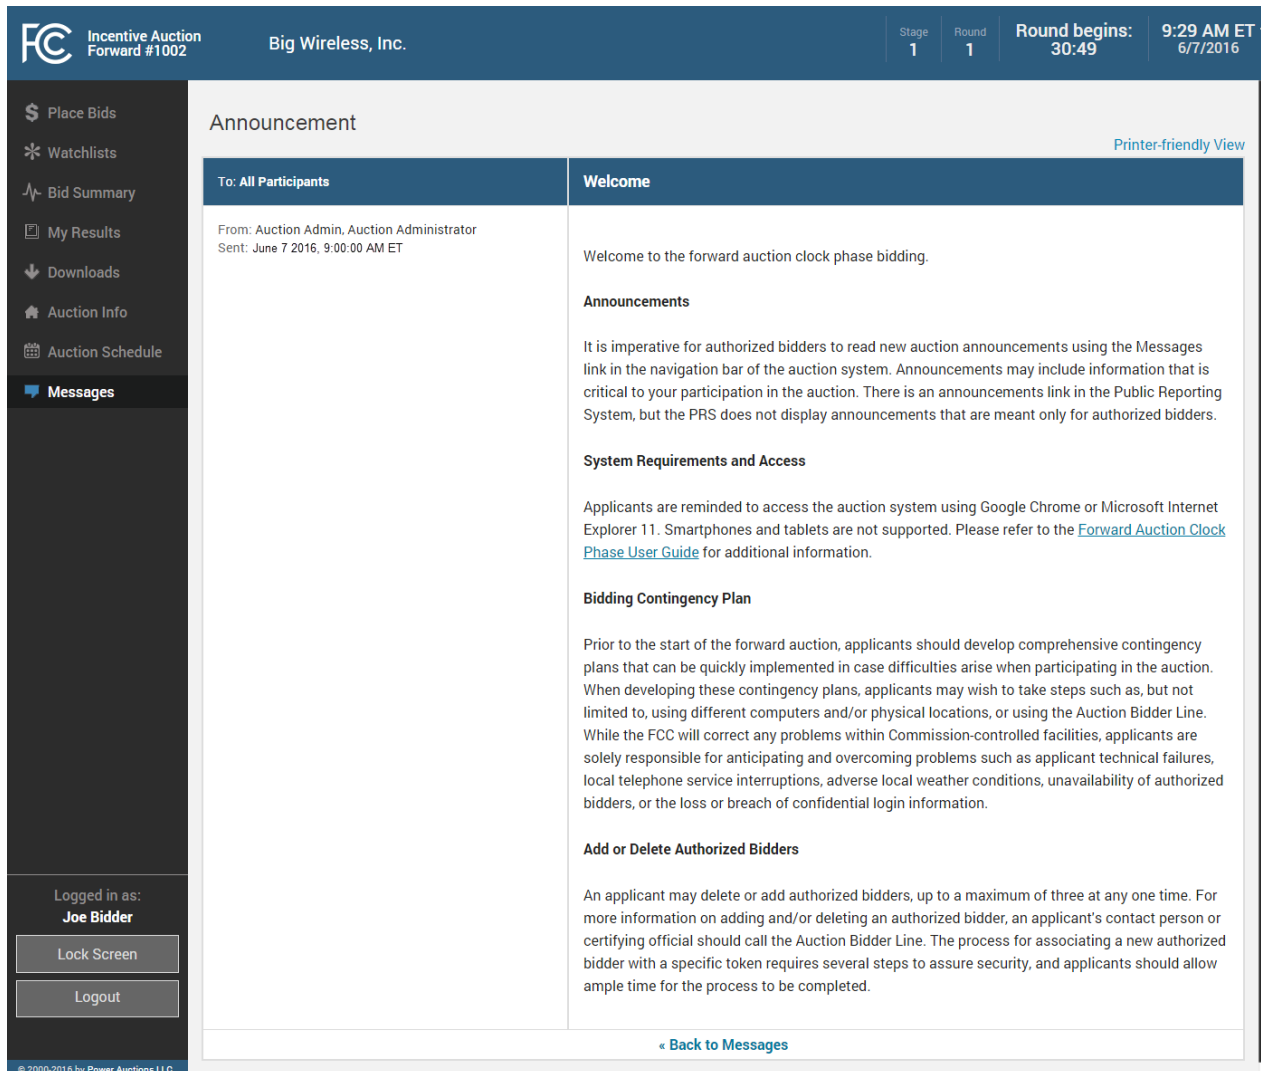 FCC
Incentive Auction
Forward #1002
Big Wireless, Inc.
Stage
1
Round
1
Round begins:
30:49
9:29 AM ET
6/7/2016
Place Bids
Watchlists
Bid Summary
My Results
Downloads
Auction Info
Auction Schedule
Messages
Logged in as:
Joe Bidder
Lock Screen
Logout
© 2000-2016 by Power Auctions LLC
Announcement
Printer-friendly View
To: All Participants
From: Auction Admin, Auction Administrator
Sent: June 7 2016, 9:00:00 AM ET
Welcome
Welcome to the forward auction clock phase bidding.
Announcements
It is imperative for authorized bidders to read new auction announcements using the Messages
link in the navigation bar of the auction system. Announcements may include information that is
critical to your participation in the auction. There is an announcements link in the Public Reporting
System, but the PRS does not display announcements that are meant only for authorized bidders.
System Requirements and Access
Applicants are reminded to access the auction system using Google Chrome or Microsoft Internet
Explorer 11. Smartphones and tablets are not supported. Please refer to the Forward Auction Clock
Phase User Guide for additional information.
Bidding Contingency Plan
Prior to the start of the forward auction, applicants should develop comprehensive contingency
plans that can be quickly implemented in case difficulties arise when participating in the auction.
When developing these contingency plans, applicants may wish to take steps such as, but not
limited to, using different computers and/or physical locations, or using the Auction Bidder Line.
While the FCC will correct any problems within Commission-controlled facilities, applicants are
solely responsible for anticipating and overcoming problems such as applicant technical failures,
local telephone service interruptions, adverse local weather conditions, unavailability of authorized
bidders, or the loss or breach of confidential login information.
Add or Delete Authorized Bidders
An applicant may delete or add authorized bidders, up to a maximum of three at any one time. For
more information on adding and/or deleting an authorized bidder, an applicant's contact person or
certifying official should call the Auction Bidder Line. The process for associating a new authorized
bidder with a specific token requires several steps to assure security, and applicants should allow
ample time for the process to be completed.
« Back to Messages